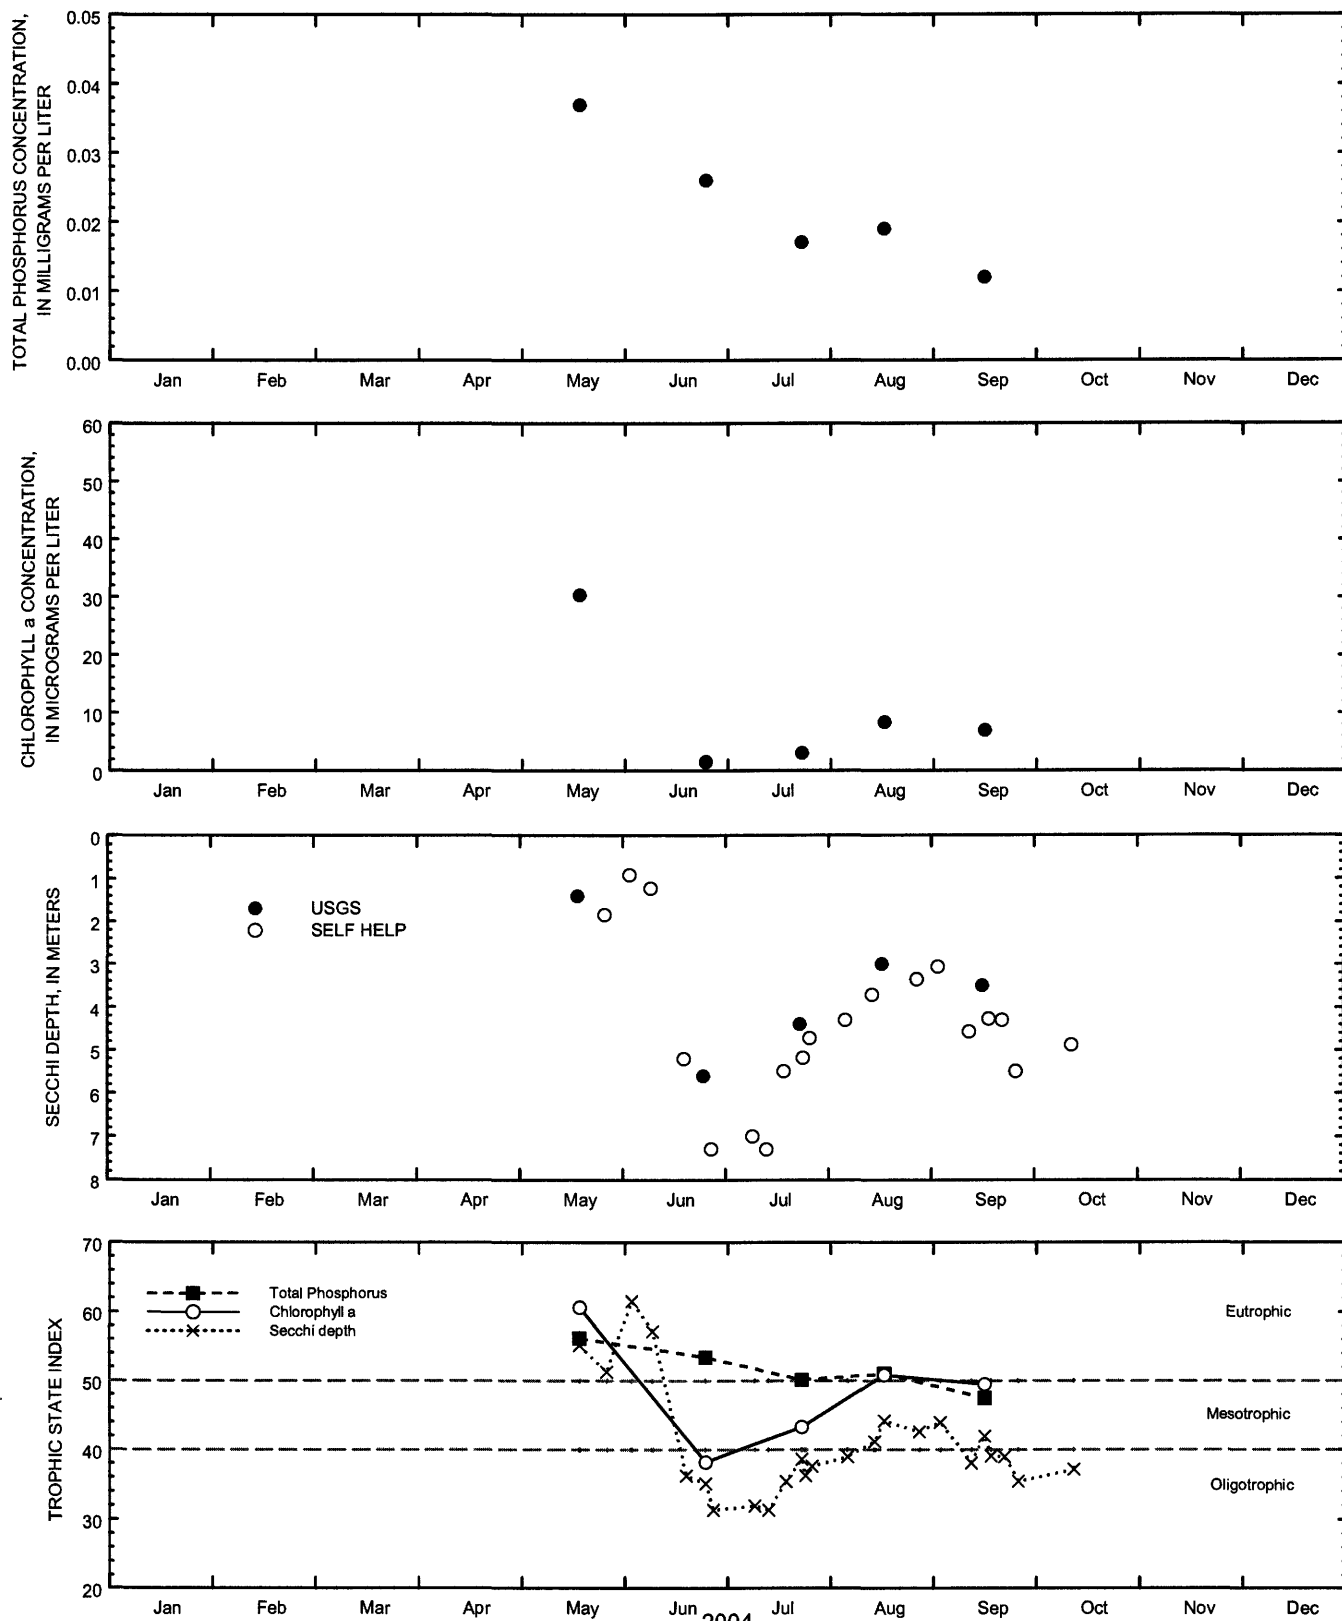 TOTAL PHOSPHORUS CONCENTRATION,
IN MILLIGRAMS PER LITER
0.05
0.04
0.03
0.02
0.01
0.00
Jan Feb Mar Apr May Jun Jul Aug Sep Oct Nov Dec
CHLOROPHYLL a CONCENTRATION,
IN MICROGRAMS PER LITER
60
50
40
30
20
10
0
Jan Feb Mar Apr May Jun Jul Aug Sep Oct Nov Dec
SECCHI DEPTH, IN METERS
0
1
2
3
4
5
6
7
8
USGS
SELF HELP
Jan Feb Mar Apr May Jun Jul Aug Sep Oct Nov Dec
TROPHIC STATE INDEX
70
60
50
40
30
20
Total Phosphorus
Chlorophyll a
Secchi depth
Eutrophic
Mesotrophic
Oligotrophic
Jan Feb Mar Apr May Jun Jul Aug Sep Oct Nov Dec
2004